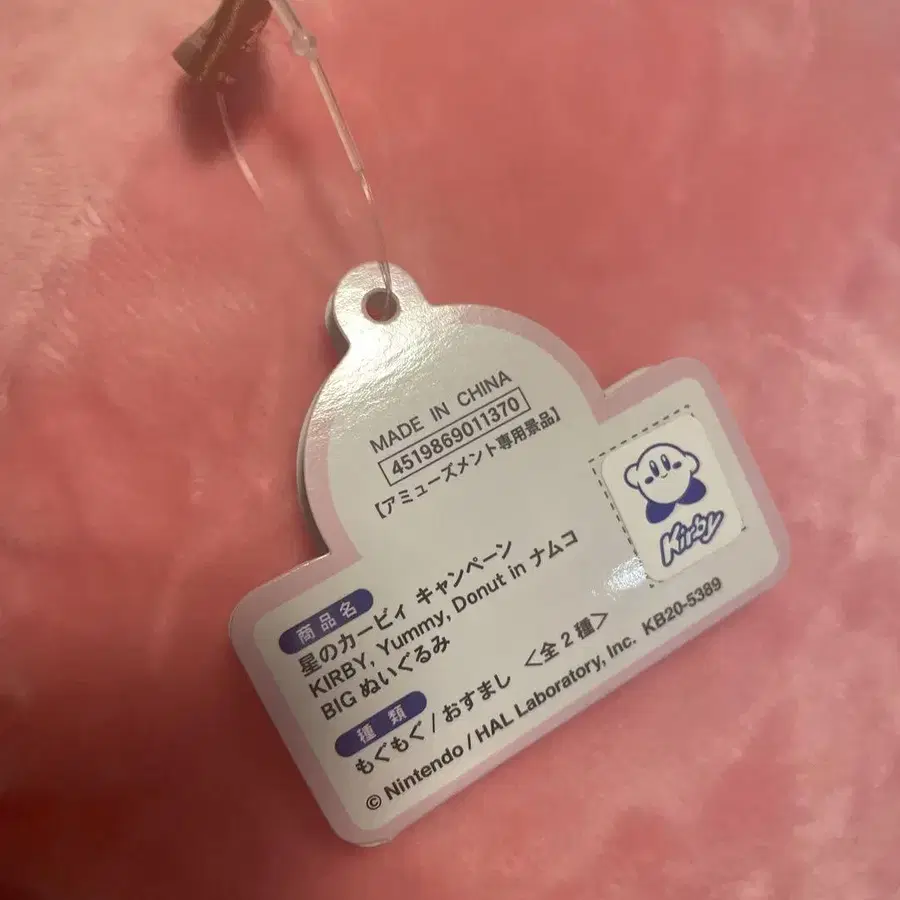 MADE IN CHINA
4519869011370
【アミューズメント専用景品】
Kirby
商品名
星のカービィ キャンペーン
KIRBY, Yummy, Donut in ナムコ
BIG ぬいぐるみ
種類
もぐもぐ / おすまし <全2種>
© Nintendo / HAL Laboratory, Inc. KB20-5389